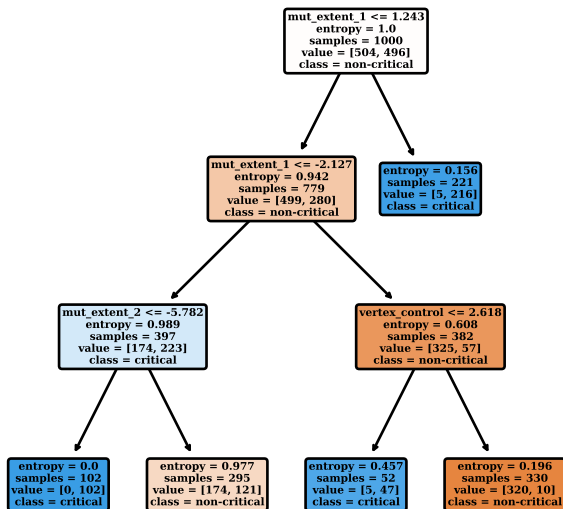 mut_extent_1 <= 1.243
entropy = 1.0
samples = 1000
value = [504, 496]
class = non-critical
mut_extent_1 <= -2.127
entropy = 0.942
samples = 779
value = [499, 280]
class = non-critical
entropy = 0.156
samples = 221
value = [5, 216]
class = critical
mut_extent_2 <= -5.782
entropy = 0.989
samples = 397
value = [174, 223]
class = critical
vertex_control <= 2.618
entropy = 0.608
samples = 382
value = [325, 57]
class = non-critical
entropy = 0.0
samples = 102
value = [0, 102]
class = critical
entropy = 0.977
samples = 295
value = [174, 121]
class = non-critical
entropy = 0.457
samples = 52
value = [5, 47]
class = critical
entropy = 0.196
samples = 330
value = [320, 10]
class = non-critical